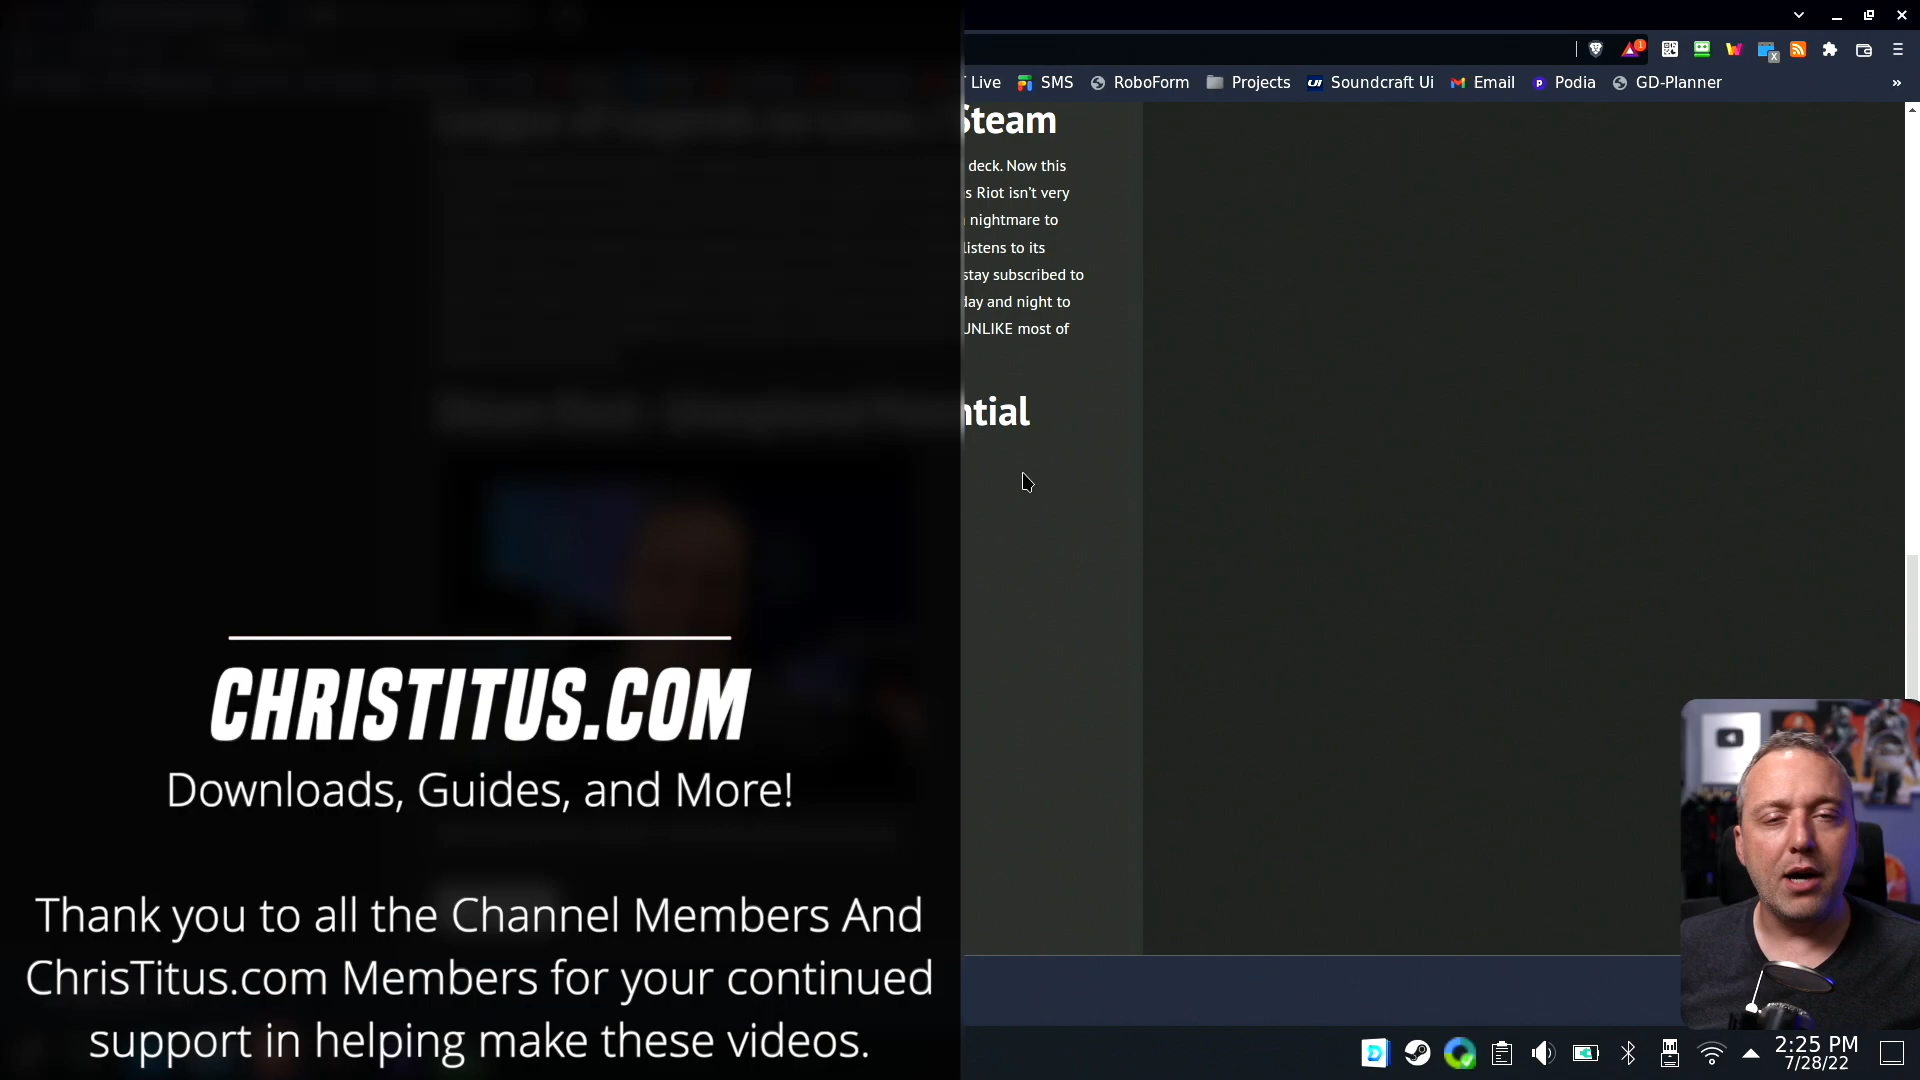 Live SMS RoboForm Projects Soundcraft Ui Email Podia GD-Planner »
Steam
deck. Now this
s Riot isn't very
nightmare to
listens to its
stay subscribed to
day and night to
UNLIKE most of
ntial
CHRISTITUS.COM
Downloads, Guides, and More!
Thank you to all the Channel Members And
ChrisTitus.com Members for your continued
support in helping make these videos.
2:25 PM
7/28/22